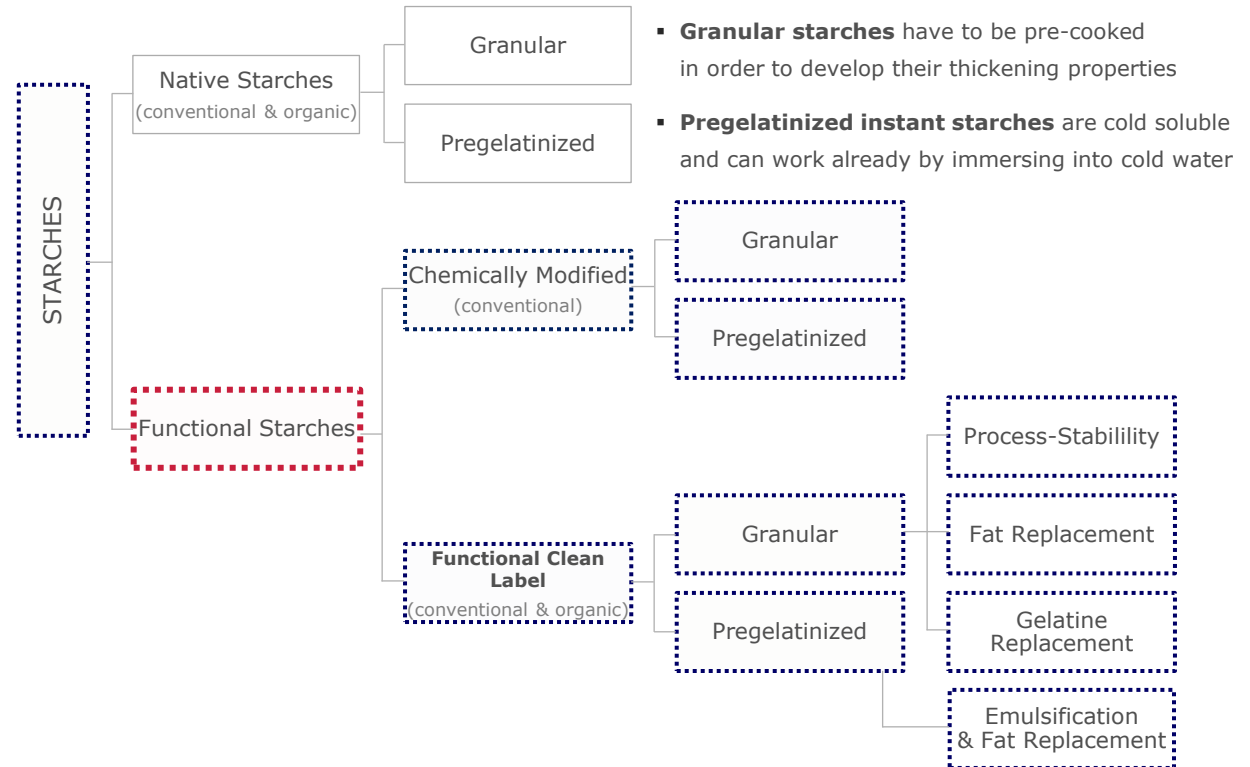 STARCHES
Native Starches
(conventional & organic)
Granular
Pregelatinized
▪ Granular starches have to be pre-cooked
in order to develop their thickening properties
▪ Pregelatinized instant starches are cold soluble
and can work already by immersing into cold water
Functional Starches
Chemically Modified
(conventional)
Granular
Pregelatinized
Functional Clean
Label
(conventional & organic)
Granular
Pregelatinized
Process-Stabilility
Fat Replacement
Gelatine
Replacement
Emulsification
& Fat Replacement